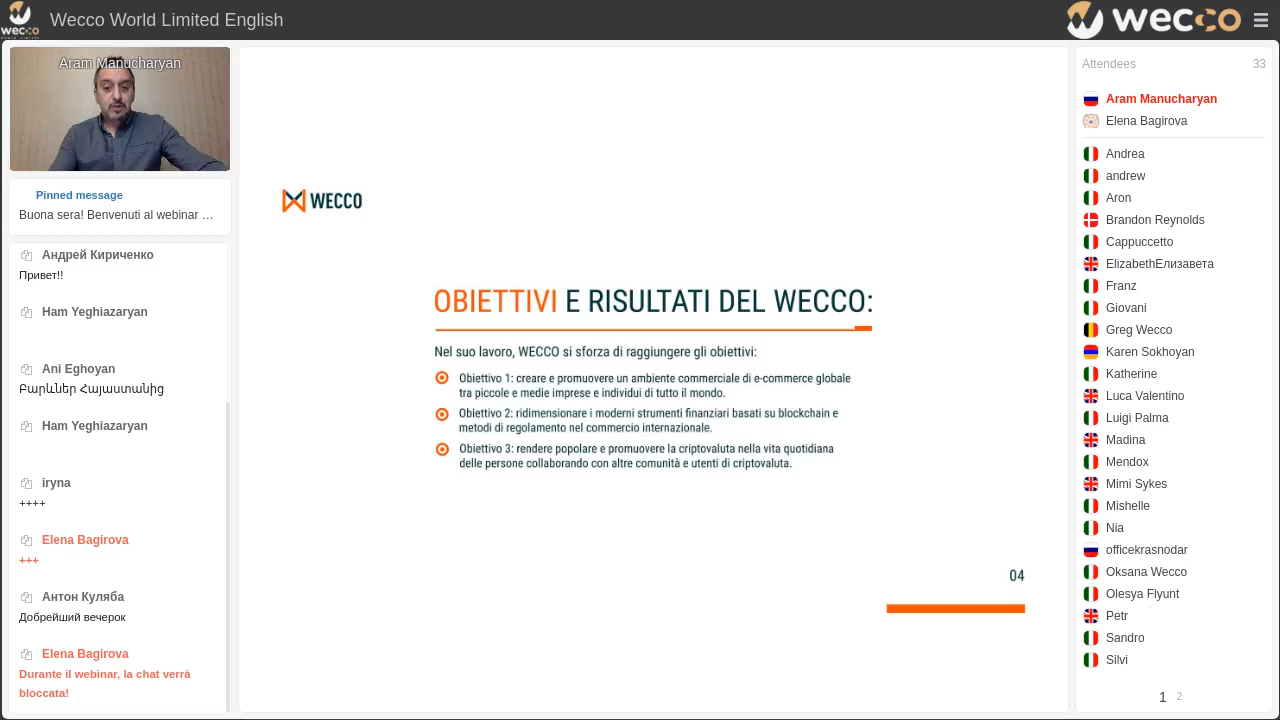 wecco
WORLD LIMITED
Wecco World Limited English
wecco
Aram Manucharyan
Pinned message
Buona sera! Benvenuti al webinar …
Андрей Кириченко
Привет!!
Ham Yeghiazaryan
Ani Eghoyan
Բարևներ Հայաստանից
Ham Yeghiazaryan
iryna
++++
Elena Bagirova
+++
Антон Куляба
Добрейший вечерок
Elena Bagirova
Durante il webinar, la chat verrà
bloccata!
WECCO
OBIETTIVI E RISULTATI DEL WECCO:
Nel suo lavoro, WECCO si sforza di raggiungere gli obiettivi:
Obiettivo 1: creare e promuovere un ambiente commerciale di e-commerce globale
tra piccole e medie imprese e individui di tutto il mondo.
Obiettivo 2: ridimensionare i moderni strumenti finanziari basati su blockchain e
metodi di regolamento nel commercio internazionale.
Obiettivo 3: rendere popolare e promuovere la criptovaluta nella vita quotidiana
delle persone collaborando con altre comunità e utenti di criptovaluta.
04
Attendees 33
Aram Manucharyan
Elena Bagirova
Andrea
andrew
Aron
Brandon Reynolds
Cappuccetto
ElizabethЕлизавета
Franz
Giovani
Greg Wecco
Karen Sokhoyan
Katherine
Luca Valentino
Luigi Palma
Madina
Mendox
Mimi Sykes
Mishelle
Nia
officekrasnodar
Oksana Wecco
Olesya Flyunt
Petr
Sandro
Silvi
1 2